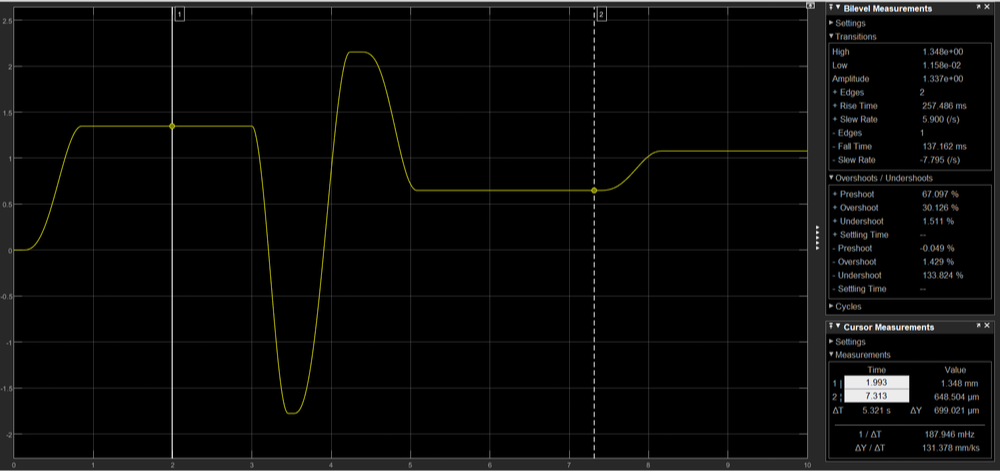 1
2
2.5
2
1.5
1
0.5
0
-0.5
-1
-1.5
-2
0 1 2 3 4 5 6 7 8 9 10
Bilevel Measurements
Settings
Transitions
High 1.348e+00
Low 1.158e-02
Amplitude 1.337e+00
+ Edges 2
+ Rise Time 257.486 ms
+ Slew Rate 5.900 (/s)
- Edges 1
- Fall Time 137.162 ms
- Slew Rate -7.795 (/s)
Overshoots / Undershoots
+ Preshoot 67.097 %
+ Overshoot 30.126 %
+ Undershoot 1.511 %
+ Settling Time --
- Preshoot -0.049 %
- Overshoot 1.429 %
- Undershoot 133.824 %
- Settling Time --
Cycles
Cursor Measurements
Settings
Measurements
Time Value
1 | 1.993 1.348 mm
2 ¦ 7.313 648.504 µm
ΔT 5.321 s ΔY 699.021 µm
1 / ΔT 187.946 mHz
ΔY / ΔT 131.378 mm/ks